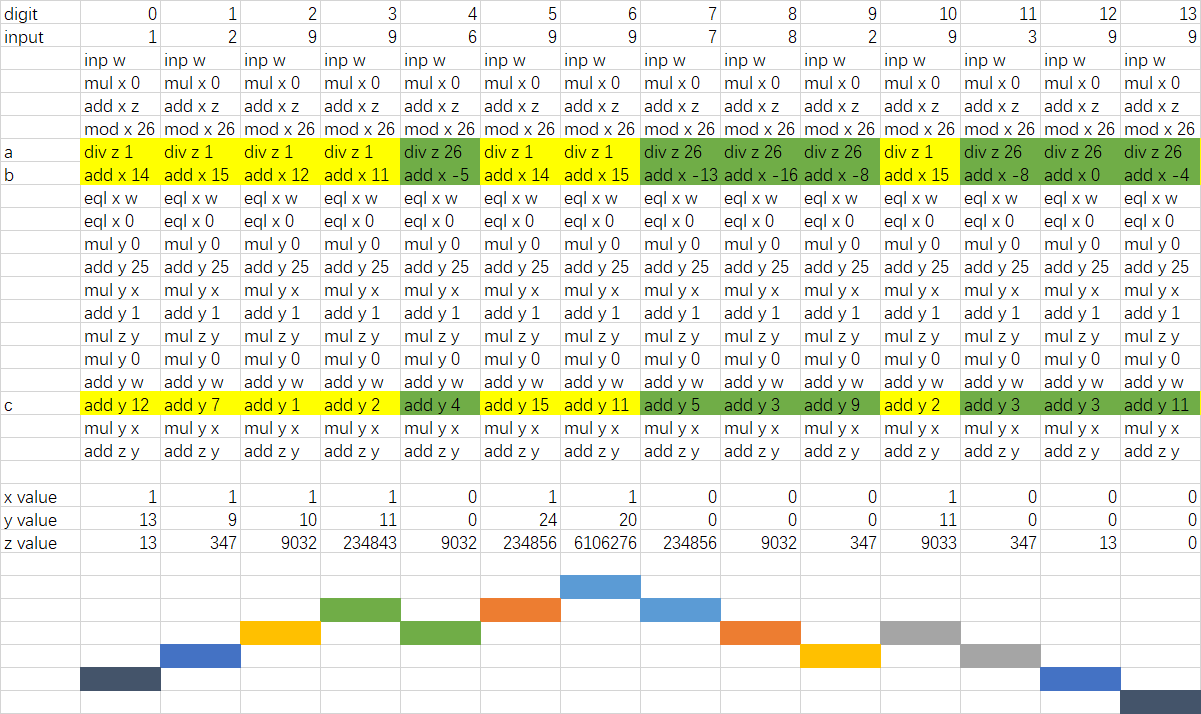 digit 0 1 2 3 4 5 6 7 8 9 10 11 12 13
input 1 2 9 9 6 9 9 7 8 2 9 3 9 9
inp w inp w inp w inp w inp w inp w inp w inp w inp w inp w inp w inp w inp w inp w
mul x 0 mul x 0 mul x 0 mul x 0 mul x 0 mul x 0 mul x 0 mul x 0 mul x 0 mul x 0 mul x 0 mul x 0 mul x 0 mul x 0
add x z add x z add x z add x z add x z add x z add x z add x z add x z add x z add x z add x z add x z add x z
mod x 26 mod x 26 mod x 26 mod x 26 mod x 26 mod x 26 mod x 26 mod x 26 mod x 26 mod x 26 mod x 26 mod x 26 mod x 26 mod x 26
a div z 1 div z 1 div z 1 div z 1 div z 26 div z 1 div z 1 div z 26 div z 26 div z 26 div z 1 div z 26 div z 26 div z 26
b add x 14 add x 15 add x 12 add x 11 add x -5 add x 14 add x 15 add x -13 add x -16 add x -8 add x 15 add x -8 add x 0 add x -4
eql x w eql x w eql x w eql x w eql x w eql x w eql x w eql x w eql x w eql x w eql x w eql x w eql x w eql x w
eql x 0 eql x 0 eql x 0 eql x 0 eql x 0 eql x 0 eql x 0 eql x 0 eql x 0 eql x 0 eql x 0 eql x 0 eql x 0 eql x 0
mul y 0 mul y 0 mul y 0 mul y 0 mul y 0 mul y 0 mul y 0 mul y 0 mul y 0 mul y 0 mul y 0 mul y 0 mul y 0 mul y 0
add y 25 add y 25 add y 25 add y 25 add y 25 add y 25 add y 25 add y 25 add y 25 add y 25 add y 25 add y 25 add y 25 add y 25
mul y x mul y x mul y x mul y x mul y x mul y x mul y x mul y x mul y x mul y x mul y x mul y x mul y x mul y x
add y 1 add y 1 add y 1 add y 1 add y 1 add y 1 add y 1 add y 1 add y 1 add y 1 add y 1 add y 1 add y 1 add y 1
mul z y mul z y mul z y mul z y mul z y mul z y mul z y mul z y mul z y mul z y mul z y mul z y mul z y mul z y
mul y 0 mul y 0 mul y 0 mul y 0 mul y 0 mul y 0 mul y 0 mul y 0 mul y 0 mul y 0 mul y 0 mul y 0 mul y 0 mul y 0
add y w add y w add y w add y w add y w add y w add y w add y w add y w add y w add y w add y w add y w add y w
c add y 12 add y 7 add y 1 add y 2 add y 4 add y 15 add y 11 add y 5 add y 3 add y 9 add y 2 add y 3 add y 3 add y 11
mul y x mul y x mul y x mul y x mul y x mul y x mul y x mul y x mul y x mul y x mul y x mul y x mul y x mul y x
add z y add z y add z y add z y add z y add z y add z y add z y add z y add z y add z y add z y add z y add z y
x value 1 1 1 1 0 1 1 0 0 0 1 0 0 0
y value 13 9 10 11 0 24 20 0 0 0 11 0 0 0
z value 13 347 9032 234843 9032 234856 6106276 234856 9032 347 9033 347 13 0